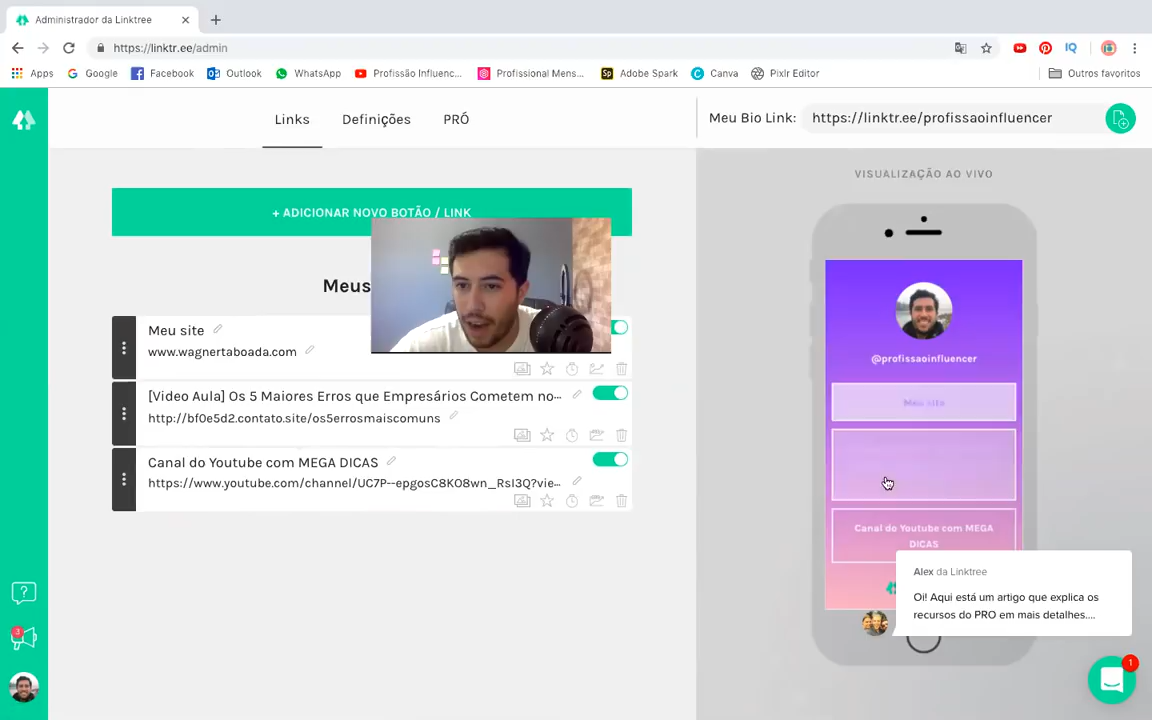 Administrador da Linktree
https://linktr.ee/admin
Apps
Google
Facebook
Outlook
WhatsApp
Profissão Influenc...
Profissional Mens...
Adobe Spark
Canva
Pixlr Editor
Outros favoritos
Links
Definições
PRÓ
Meu Bio Link:
https://linktr.ee/profissaoinfluencer
VISUALIZAÇÃO AO VIVO
+ ADICIONAR NOVO BOTÃO / LINK
Meus
Meu site
www.wagnertaboada.com
[Video Aula] Os 5 Maiores Erros que Empresários Cometem no...
http://bf0e5d2.contato.site/os5errosmaiscomuns
Canal do Youtube com MEGA DICAS
https://www.youtube.com/channel/UC7P--epgosC8KO8wn_RsI3Q?vie...
@profissaoinfluencer
Meu site
Canal do Youtube com MEGA
DICAS
Alex da Linktree
Oi! Aqui está um artigo que explica os
recursos do PRO em mais detalhes....
3
1